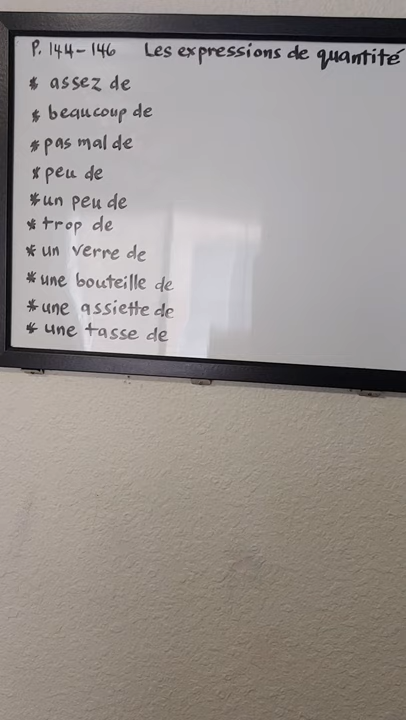 P. 144-146 Les expressions de quantité
* assez de
* beaucoup de
* pas mal de
* peu de
* un peu de
* trop de
* un verre de
* une bouteille de
* une assiette de
* une tasse de